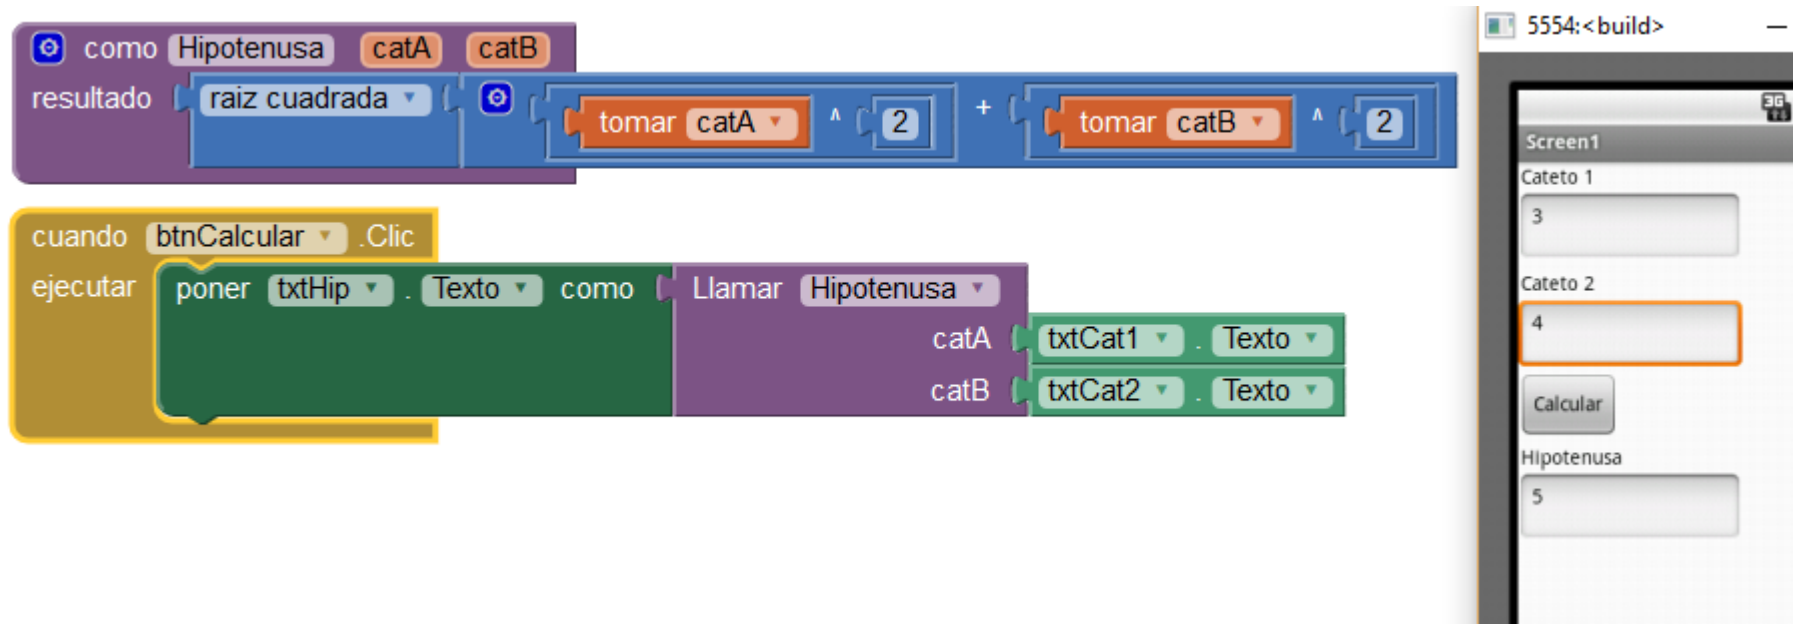 como Hipotenusa catA catB
resultado raiz cuadrada tomar catA ^ 2 + tomar catB ^ 2
cuando btnCalcular .Clic
ejecutar poner txtHip . Texto como Llamar Hipotenusa
catA txtCat1 . Texto
catB txtCat2 . Texto
5554:<build>
3G
Screen1
Cateto 1
3
Cateto 2
4
Calcular
Hipotenusa
5